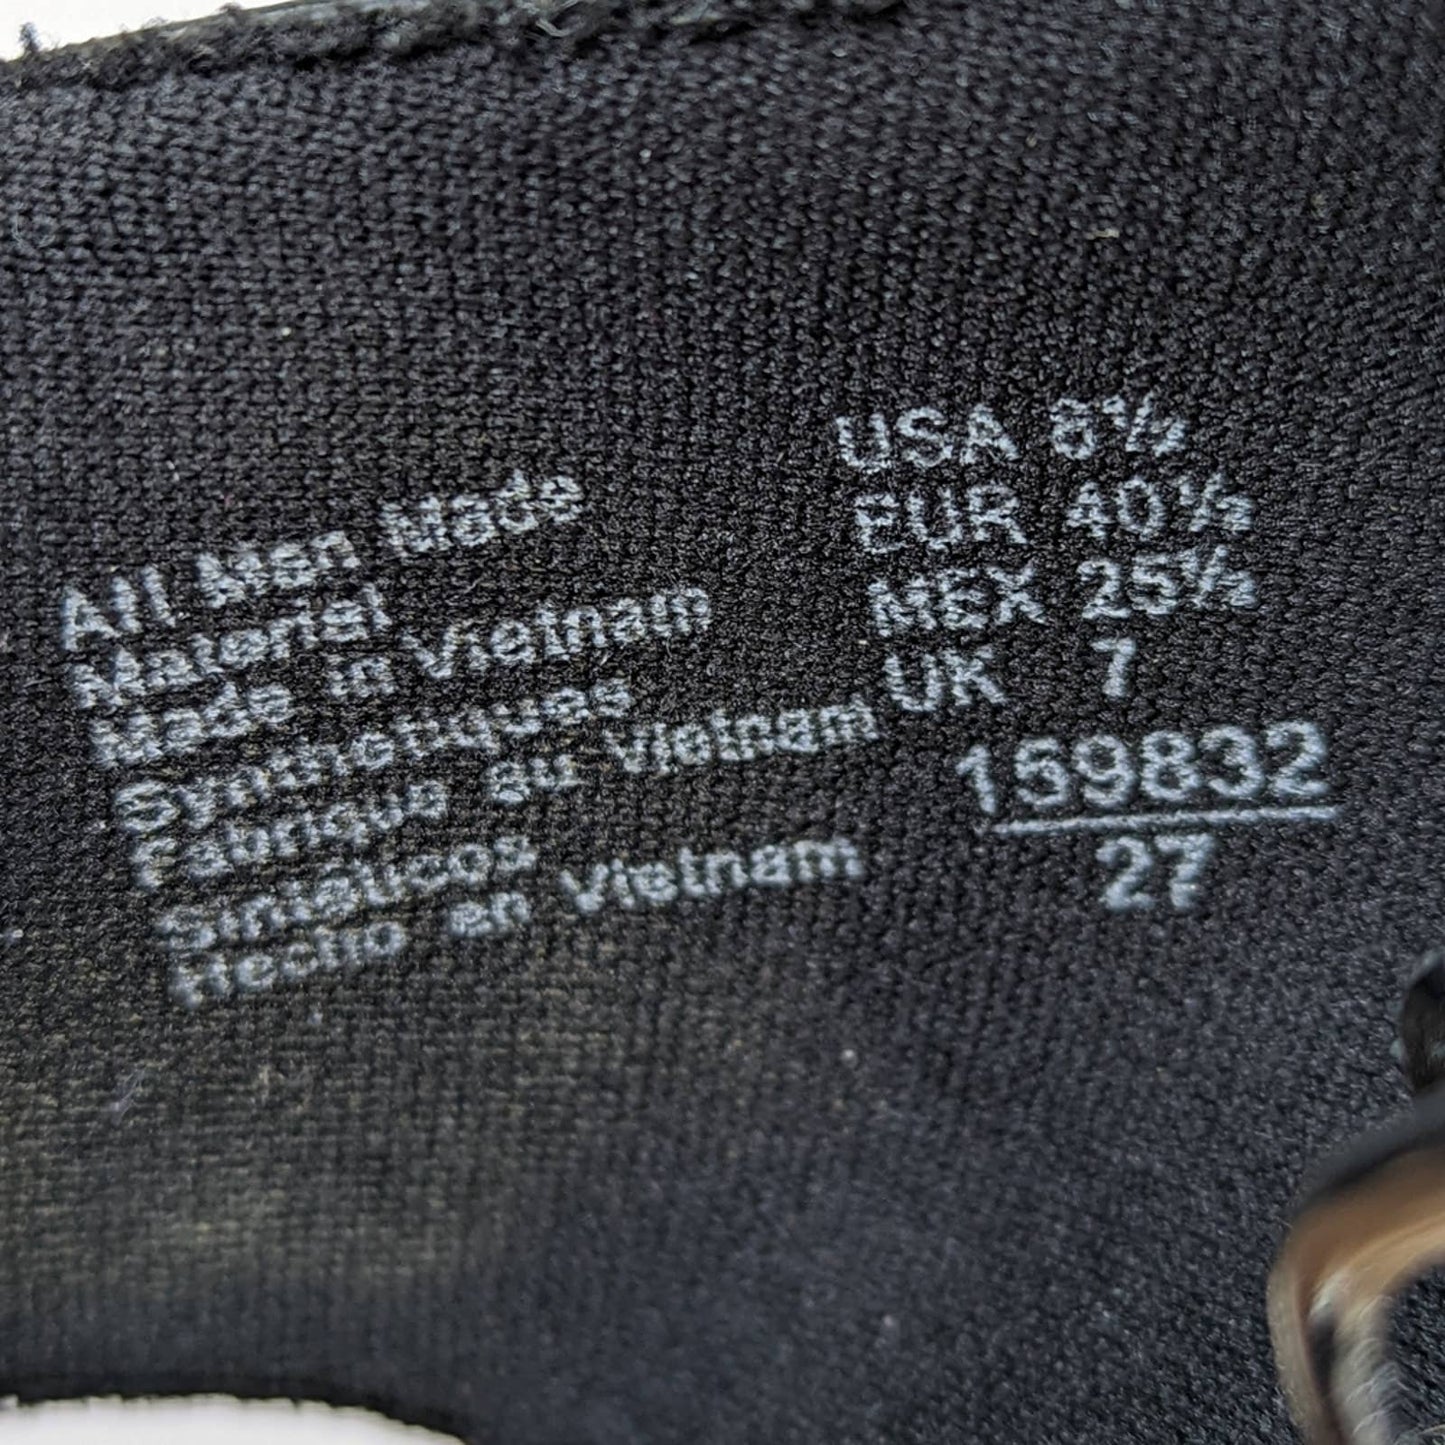 All Man Made
Material
Made in Vietnam
Synthetiques
Fabrique au Vietnam
Sintéticos
Hecho en Vietnam
USA 8½
EUR 40½
MEX 25½
UK 7
159832
27